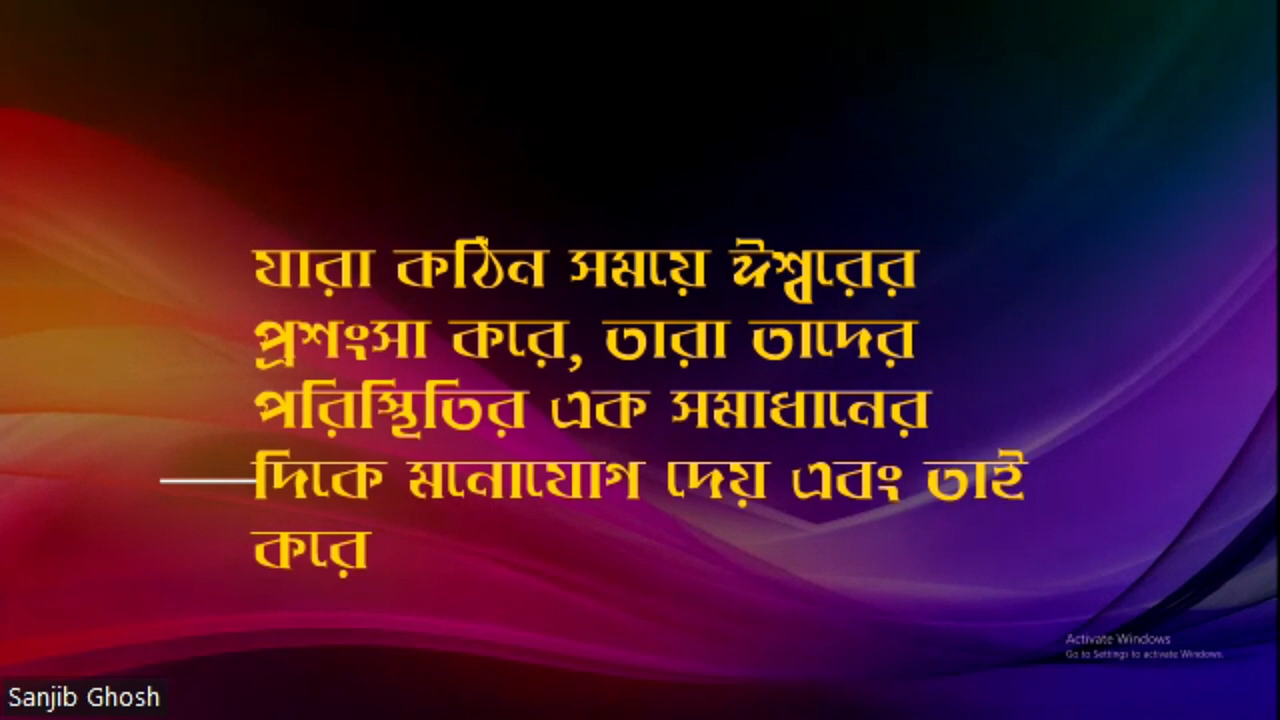 যারা কঠিন সময়ে ঈশ্বরের
প্রশংসা করে, তারা তাদের
পরিস্থিতির এক সমাধানের
দিকে মনোযোগ দেয় এবং তাই
করে
Activate Windows
Go to Settings to activate Windows.
Sanjib Ghosh